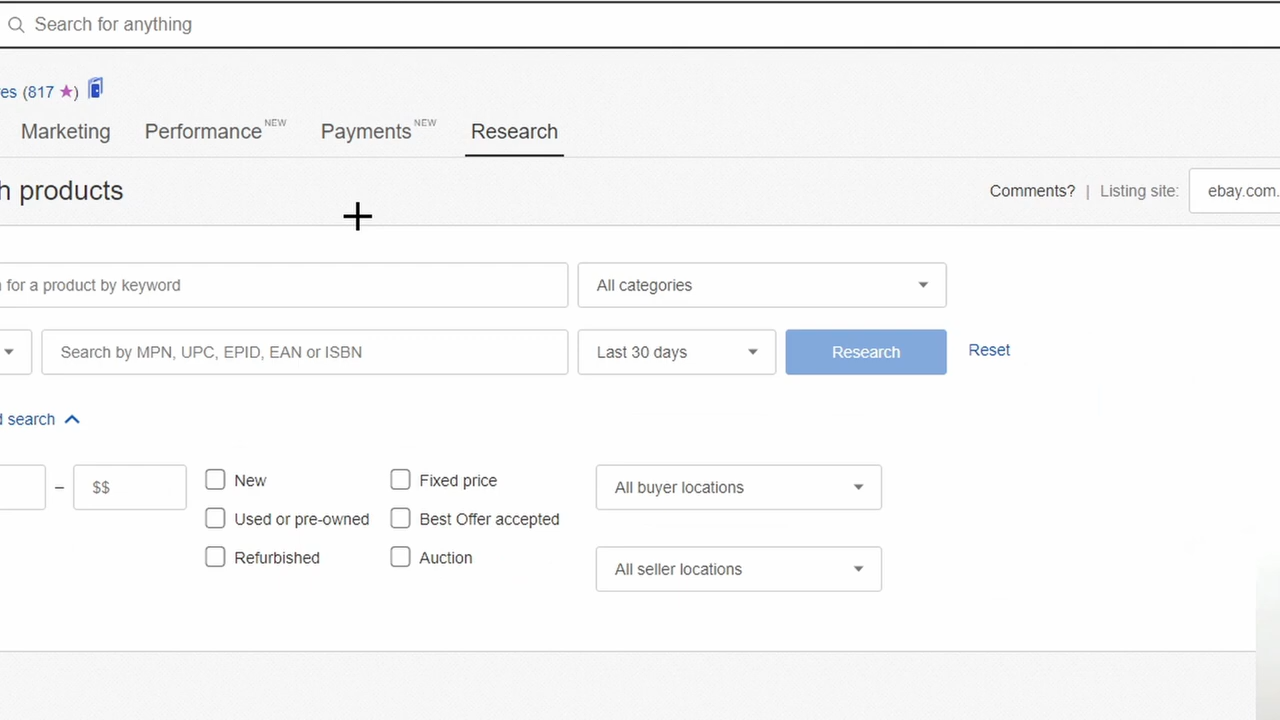 Search for anything
res (817 ★)
Marketing Performance NEW Payments NEW Research
h products
Comments? | Listing site: ebay.com.
for a product by keyword All categories
Search by MPN, UPC, EPID, EAN or ISBN Last 30 days Research Reset
d search
– $$ New Fixed price All buyer locations
Used or pre-owned Best Offer accepted
Refurbished Auction All seller locations